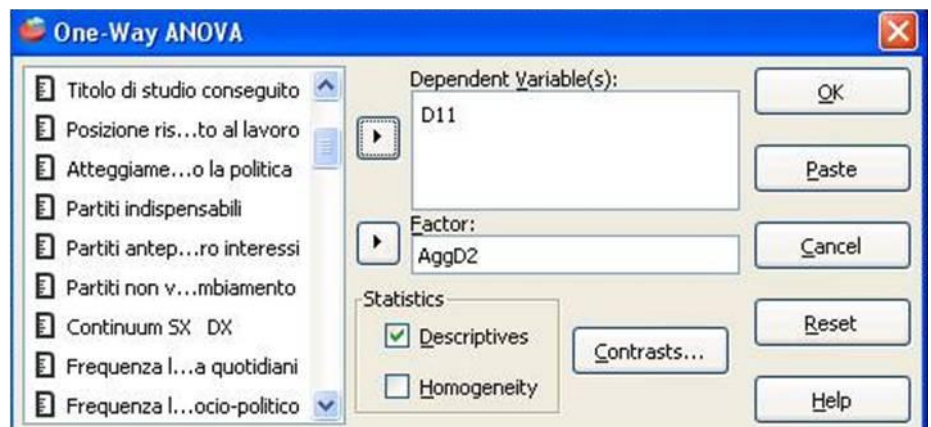 One-Way ANOVA
Titolo di studio conseguito
Posizione ris...to al lavoro
Atteggiame...o la politica
Partiti indispensabili
Partiti antep...ro interessi
Partiti non v...mbiamento
Continuum SX DX
Frequenza l...a quotidiani
Frequenza l...ocio-politico
Dependent Variable(s):
D11
Factor:
AggD2
Statistics
Descriptives
Homogeneity
Contrasts...
OK
Paste
Cancel
Reset
Help